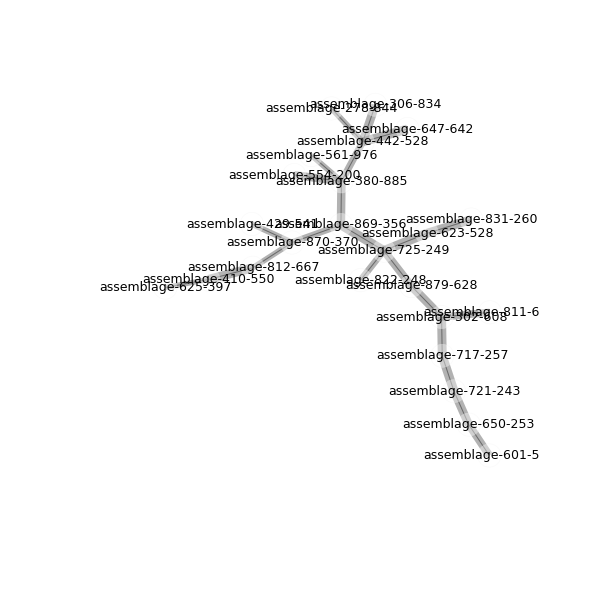 assemblage-306-834
assemblage-278-844
assemblage-647-642
assemblage-442-528
assemblage-561-976
assemblage-554-200
assemblage-380-885
assemblage-831-260
assemblage-429-541
assemblage-869-356
assemblage-623-528
assemblage-870-370
assemblage-725-249
assemblage-812-667
assemblage-410-550
assemblage-822-248
assemblage-879-628
assemblage-625-397
assemblage-811-6
assemblage-302-608
assemblage-717-257
assemblage-721-243
assemblage-650-253
assemblage-601-5